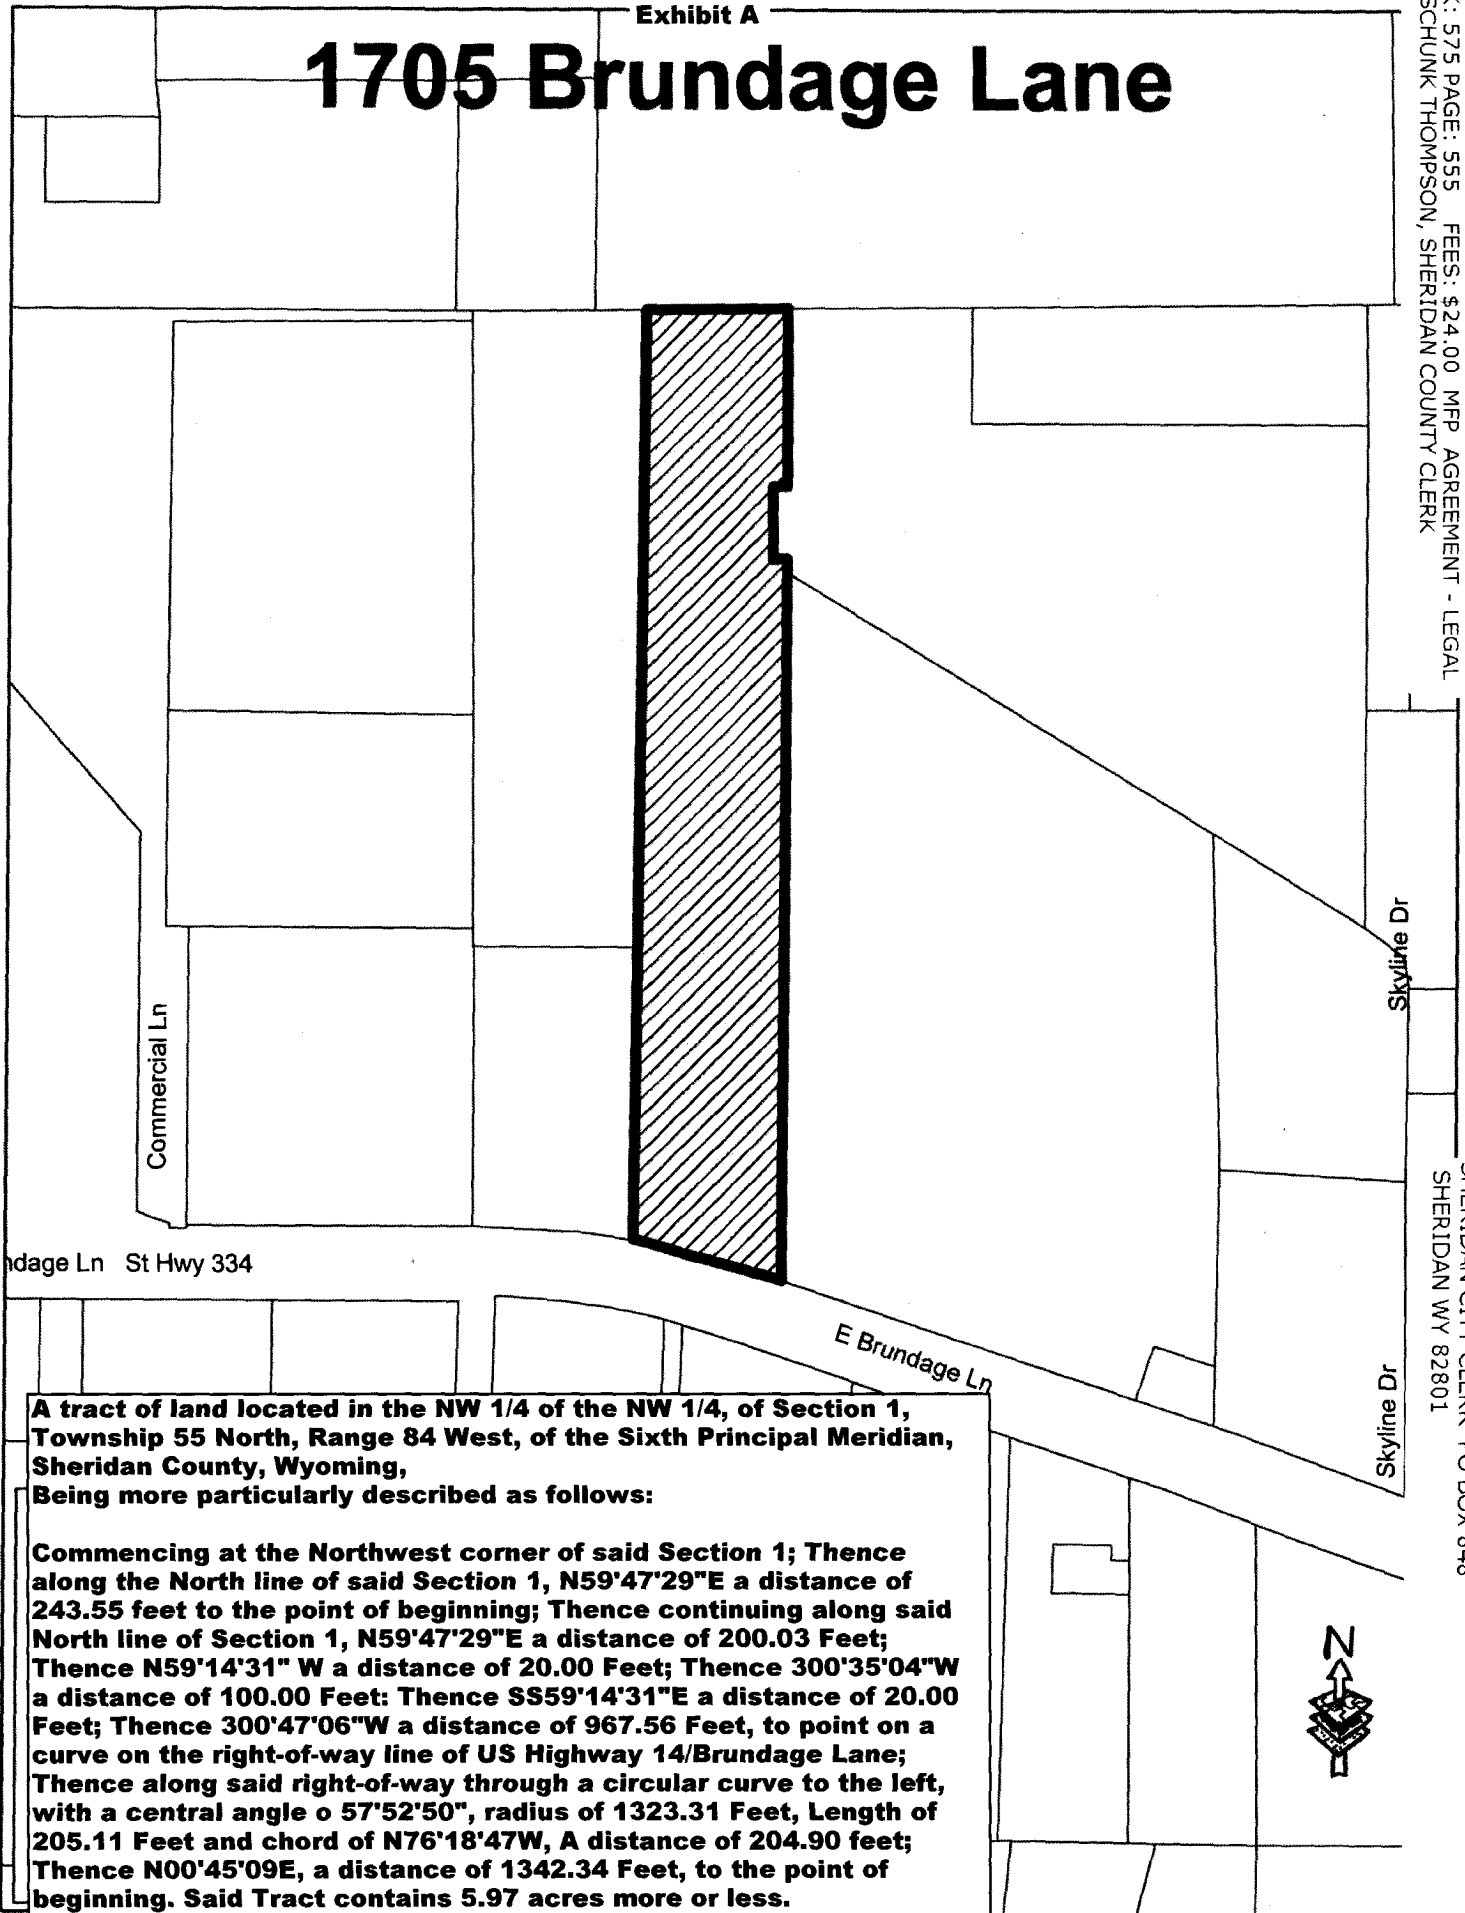 Exhibit A
1705 Brundage Lane
: 575 PAGE: 555 FEES: $24.00 MFP AGREEMENT - LEGAL
SCHUNK THOMPSON, SHERIDAN COUNTY CLERK
Skyline Dr
Commercial Ln
SHERIDAN CITY CLERK
SHERIDAN WY 82801
ndage Ln St Hwy 334
E Brundage Ln
Skyline Dr
A tract of land located in the NW 1/4 of the NW 1/4, of Section 1,
Township 55 North, Range 84 West, of the Sixth Principal Meridian,
Sheridan County, Wyoming,
Being more particularly described as follows:
Commencing at the Northwest corner of said Section 1; Thence
along the North line of said Section 1, N59'47'29"E a distance of
243.55 feet to the point of beginning; Thence continuing along said
North line of Section 1, N59'47'29"E a distance of 200.03 Feet;
Thence N59'14'31" W a distance of 20.00 Feet; Thence 300'35'04"W
a distance of 100.00 Feet: Thence SS59'14'31"E a distance of 20.00
Feet; Thence 300'47'06"W a distance of 967.56 Feet, to point on a
curve on the right-of-way line of US Highway 14/Brundage Lane;
Thence along said right-of-way through a circular curve to the left,
with a central angle o 57'52'50", radius of 1323.31 Feet, Length of
205.11 Feet and chord of N76'18'47W, A distance of 204.90 feet;
Thence N00'45'09E, a distance of 1342.34 Feet, to the point of
beginning. Said Tract contains 5.97 acres more or less.
N